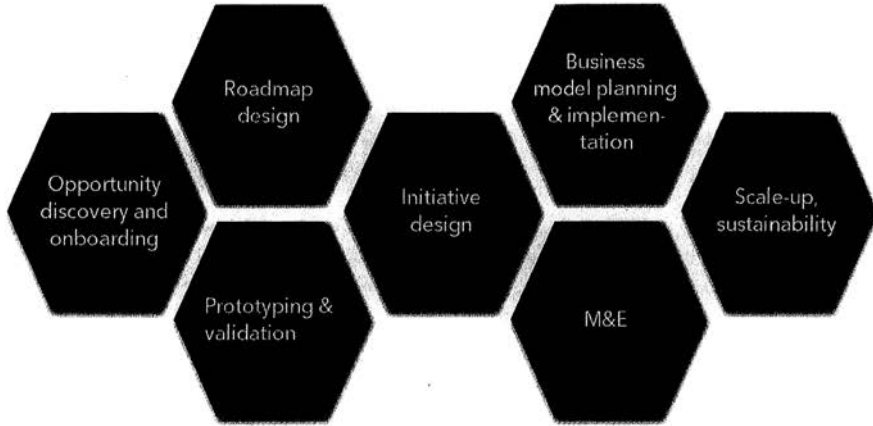 Opportunity
discovery and
onboarding
Roadmap
design
Prototyping &
validation
Initiative
design
Business
model planning
& implemen-
tation
M&E
Scale-up,
sustainability